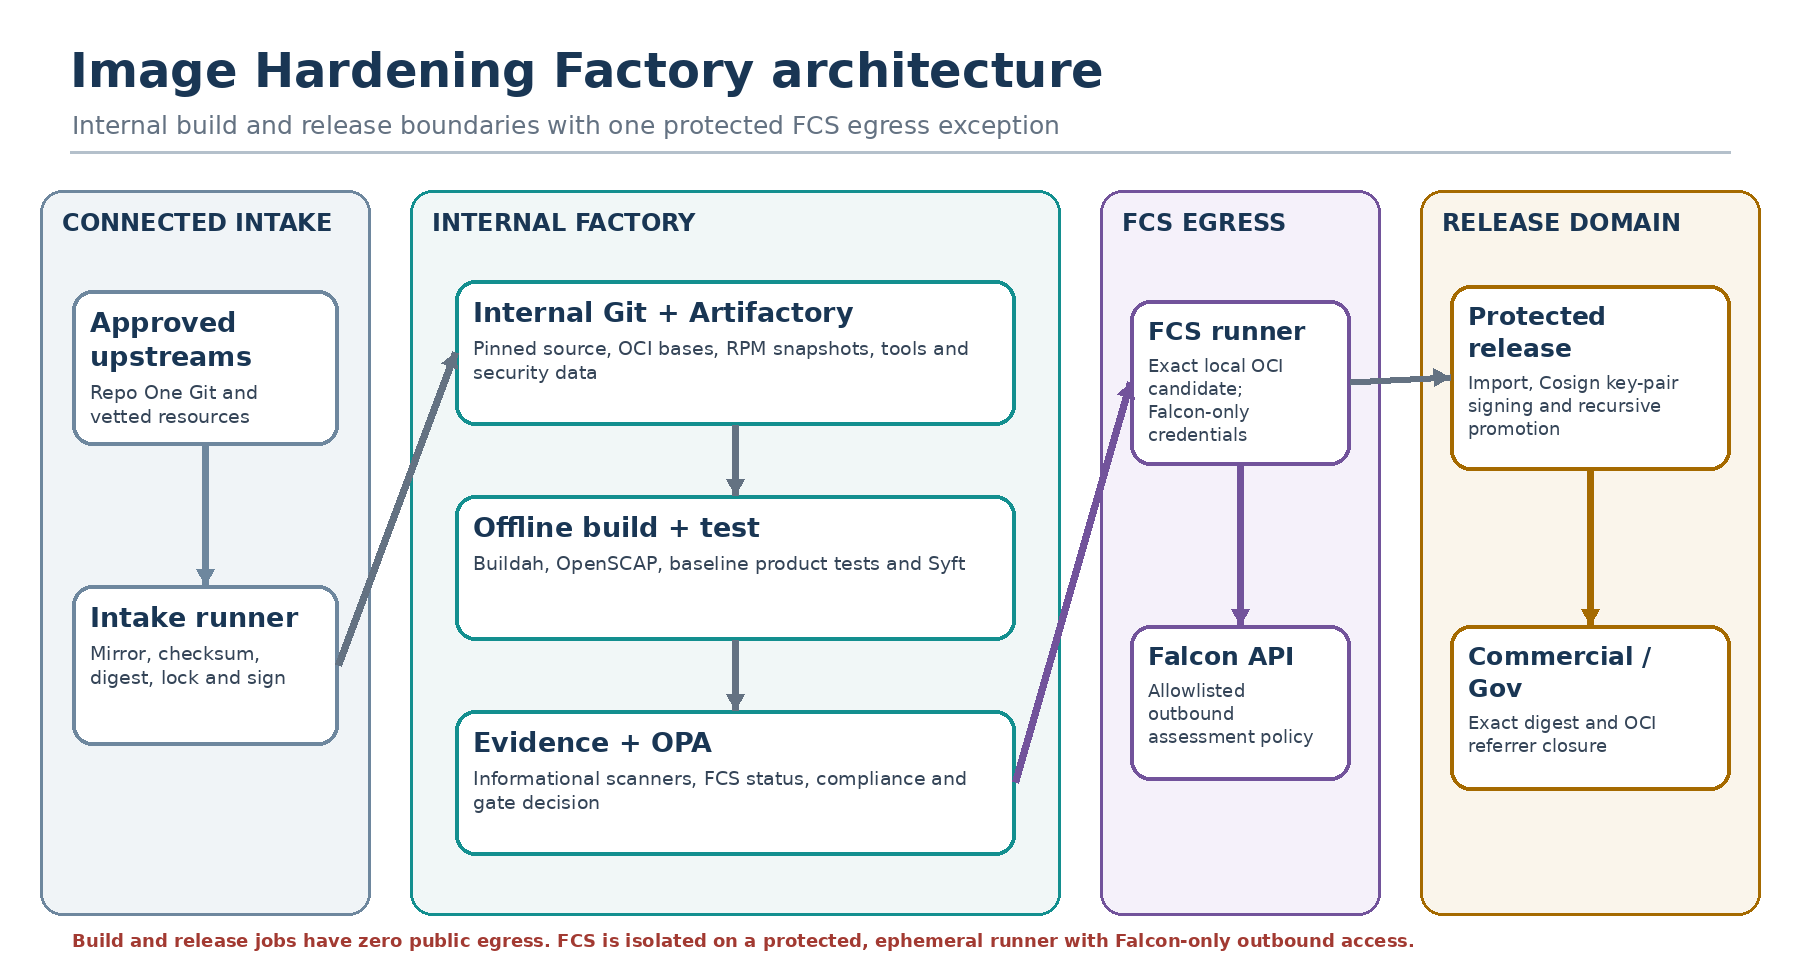 Image Hardening Factory architecture
Internal build and release boundaries with one protected FCS egress exception
CONNECTED INTAKE
Approved
upstreams
Repo One Git and
vetted resources
Intake runner
Mirror, checksum,
digest, lock and sign
INTERNAL FACTORY
Internal Git + Artifactory
Pinned source, OCI bases, RPM snapshots, tools and
security data
Offline build + test
Buildah, OpenSCAP, baseline product tests and Syft
Evidence + OPA
Informational scanners, FCS status, compliance and
gate decision
FCS EGRESS
FCS runner
Exact local OCI
candidate;
Falcon-only
credentials
Falcon API
Allowlisted
outbound
assessment policy
RELEASE DOMAIN
Protected
release
Import, Cosign key-pair
signing and recursive
promotion
Commercial /
Gov
Exact digest and OCI
referrer closure
Build and release jobs have zero public egress. FCS is isolated on a protected, ephemeral runner with Falcon-only outbound access.